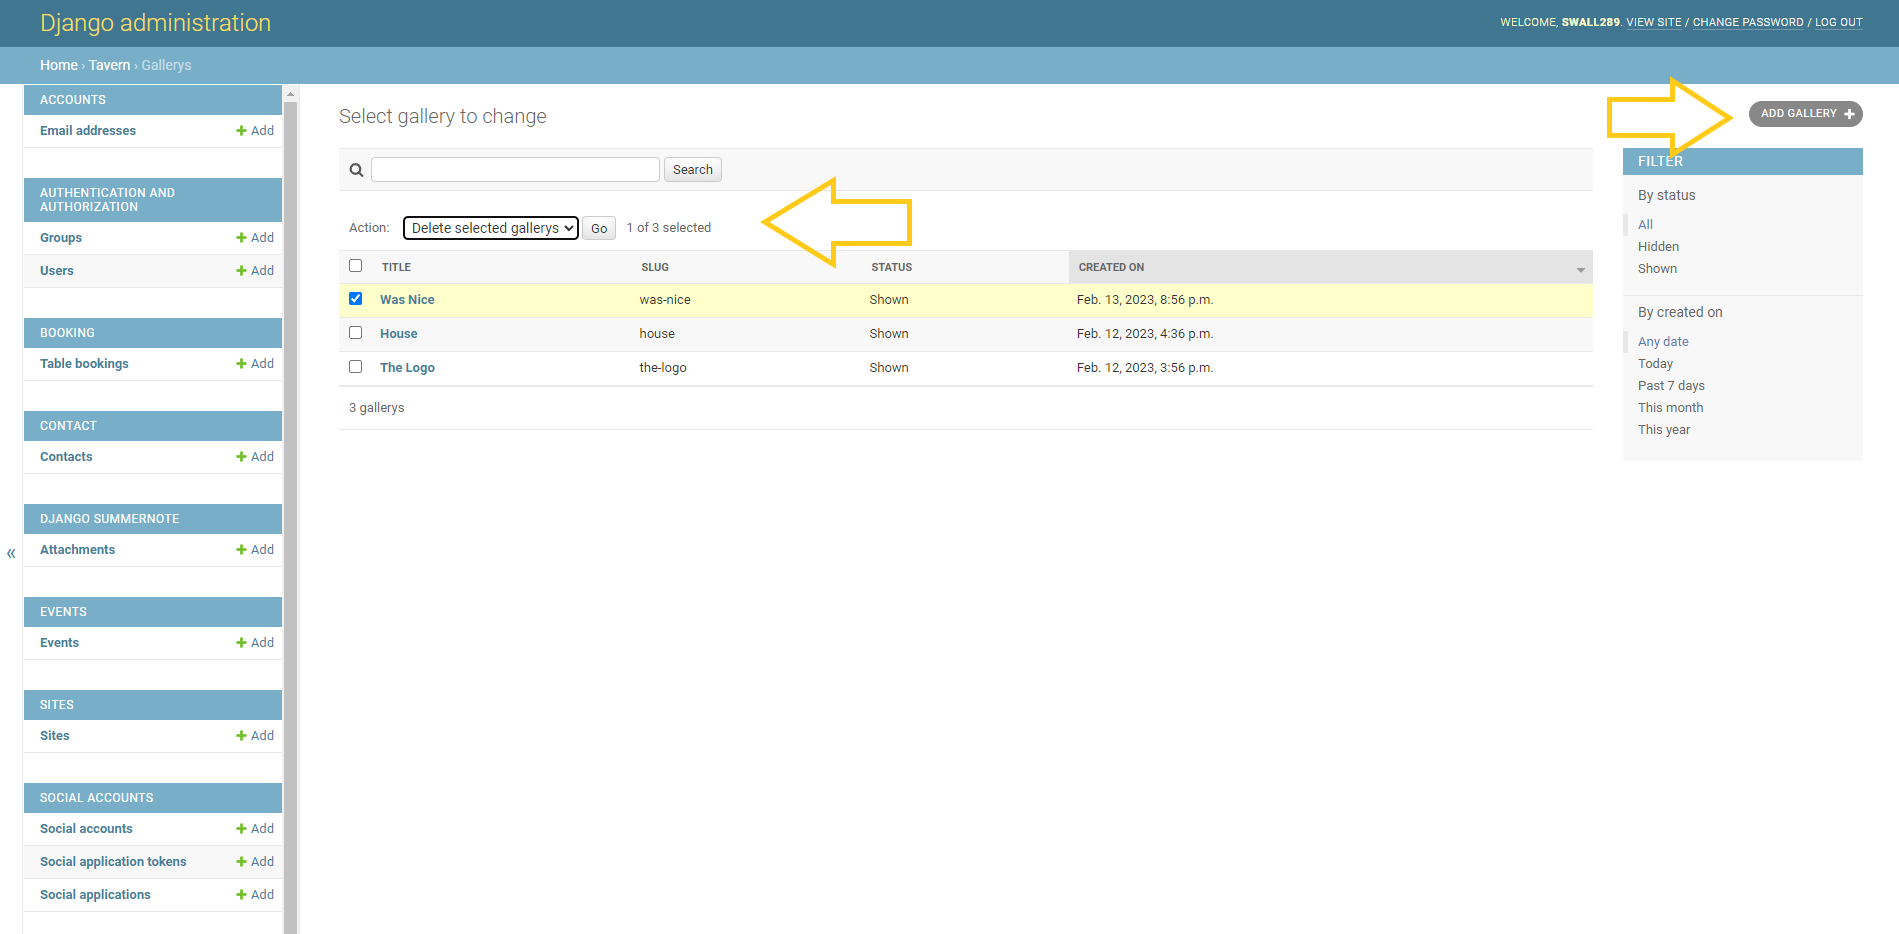 Django administration
WELCOME, SWALL289. VIEW SITE / CHANGE PASSWORD / LOG OUT
Home › Tavern › Gallerys
ACCOUNTS
Email addresses Add
AUTHENTICATION AND
AUTHORIZATION
Groups Add
Users Add
BOOKING
Table bookings Add
CONTACT
Contacts Add
DJANGO SUMMERNOTE
Attachments Add
EVENTS
Events Add
SITES
Sites Add
SOCIAL ACCOUNTS
Social accounts Add
Social application tokens Add
Social applications Add
«
Select gallery to change
ADD GALLERY
Search
Action: Delete selected gallerys Go 1 of 3 selected
TITLE SLUG STATUS CREATED ON
Was Nice was-nice Shown Feb. 13, 2023, 8:56 p.m.
House house Shown Feb. 12, 2023, 4:36 p.m.
The Logo the-logo Shown Feb. 12, 2023, 3:56 p.m.
3 gallerys
FILTER
By status
All
Hidden
Shown
By created on
Any date
Today
Past 7 days
This month
This year